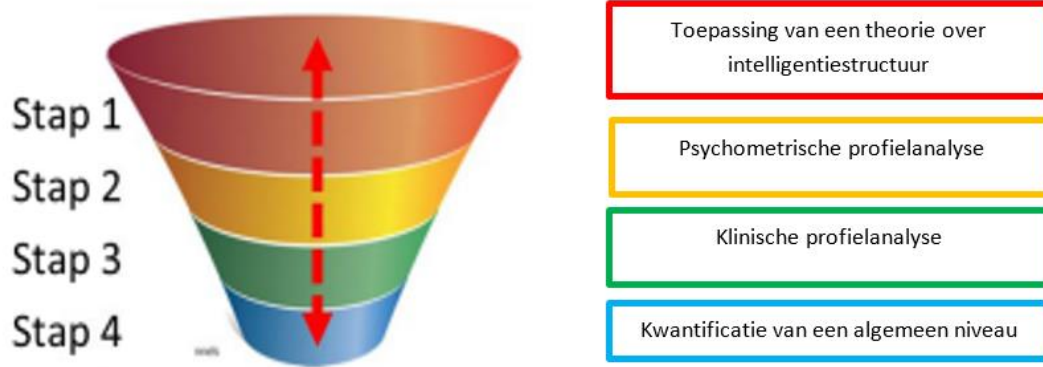 Stap 1
Stap 2
Stap 3
Stap 4
Toepassing van een theorie over
intelligentiestructuur
Psychometrische profielanalyse
Klinische profielanalyse
Kwantificatie van een algemeen niveau